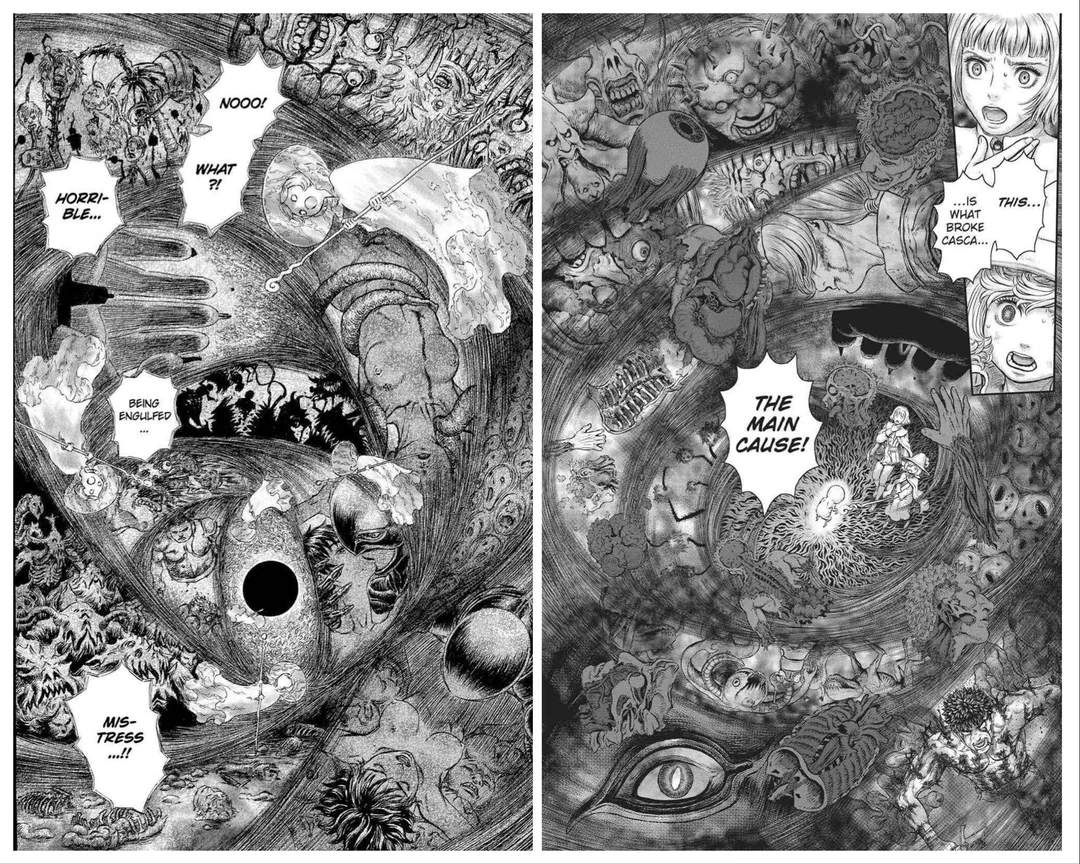 NOOO!
WHAT
?!
HORRI-
BLE...
BEING
ENGULFED
...
MIS-
TRESS
...!!
THIS...
...IS
WHAT
BROKE
CASCA...
THE
MAIN
CAUSE!